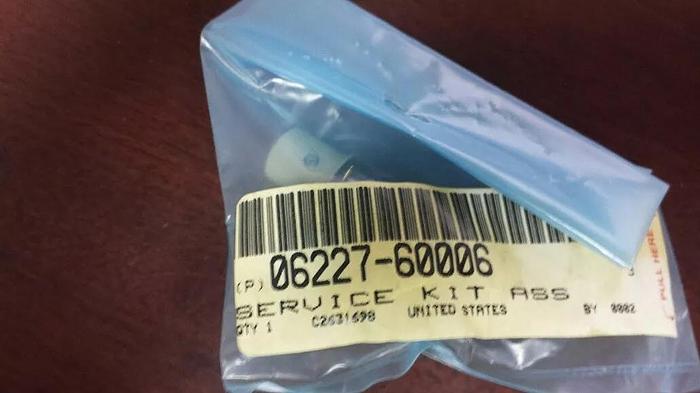 (P) 06227-60006
SERVICE KIT ASS
QTY 1 C2631698 UNITED STATES BY 0002
PULL HERE